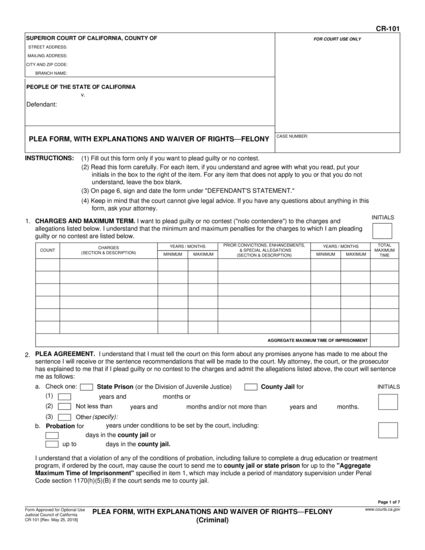 CR-101
SUPERIOR COURT OF CALIFORNIA, COUNTY OF
FOR COURT USE ONLY
STREET ADDRESS:
MAILING ADDRESS:
CITY AND ZIP CODE:
BRANCH NAME:
PEOPLE OF THE STATE OF CALIFORNIA
v.
Defendant:
PLEA FORM, WITH EXPLANATIONS AND WAIVER OF RIGHTS—FELONY
CASE NUMBER:
INSTRUCTIONS: (1) Fill out this form only if you want to plead guilty or no contest.
(2) Read this form carefully. For each item, if you understand and agree with what you read, put your
initials in the box to the right of the item. For any item that does not apply to you or that you do not
understand, leave the box blank.
(3) On page 6, sign and date the form under "DEFENDANT'S STATEMENT."
(4) Keep in mind that the court cannot give legal advice. If you have any questions about anything in this
form, ask your attorney.
INITIALS
1. CHARGES AND MAXIMUM TERM. I want to plead guilty or no contest ("nolo contendere") to the charges and
allegations listed below. I understand that the minimum and maximum penalties for the charges to which I am pleading
guilty or no contest are listed below.
COUNT
CHARGES
(SECTION & DESCRIPTION)
YEARS / MONTHS
MINIMUM MAXIMUM
PRIOR CONVICTIONS, ENHANCEMENTS,
& SPECIAL ALLEGATIONS
(SECTION & DESCRIPTION)
YEARS / MONTHS
MINIMUM MAXIMUM
TOTAL
MAXIMUM
TIME
AGGREGATE MAXIMUM TIME OF IMPRISONMENT
2. PLEA AGREEMENT. I understand that I must tell the court on this form about any promises anyone has made to me about the
sentence I will receive or the sentence recommendations that will be made to the court. My attorney, the court, or the prosecutor
has explained to me that if I plead guilty or no contest to the charges and admit the allegations listed above, the court will sentence
me as follows:
a. Check one: State Prison (or the Division of Juvenile Justice) County Jail for
INITIALS
(1) years and months or
(2) Not less than years and months and/or not more than years and months.
(3) Other (specify):
b. Probation for years under conditions to be set by the court, including:
days in the county jail or
up to days in the county jail.
I understand that a violation of any of the conditions of probation, including failure to complete a drug education or treatment
program, if ordered by the court, may cause the court to send me to county jail or state prison for up to the "Aggregate
Maximum Time of Imprisonment" specified in item 1, which may include a period of mandatory supervision under Penal
Code section 1170(h)(5)(B) if the court sends me to county jail.
Page 1 of 7
Form Approved for Optional Use
Judicial Council of California
CR-101 [Rev. May 25, 2018]
PLEA FORM, WITH EXPLANATIONS AND WAIVER OF RIGHTS—FELONY
(Criminal)
www.courts.ca.gov